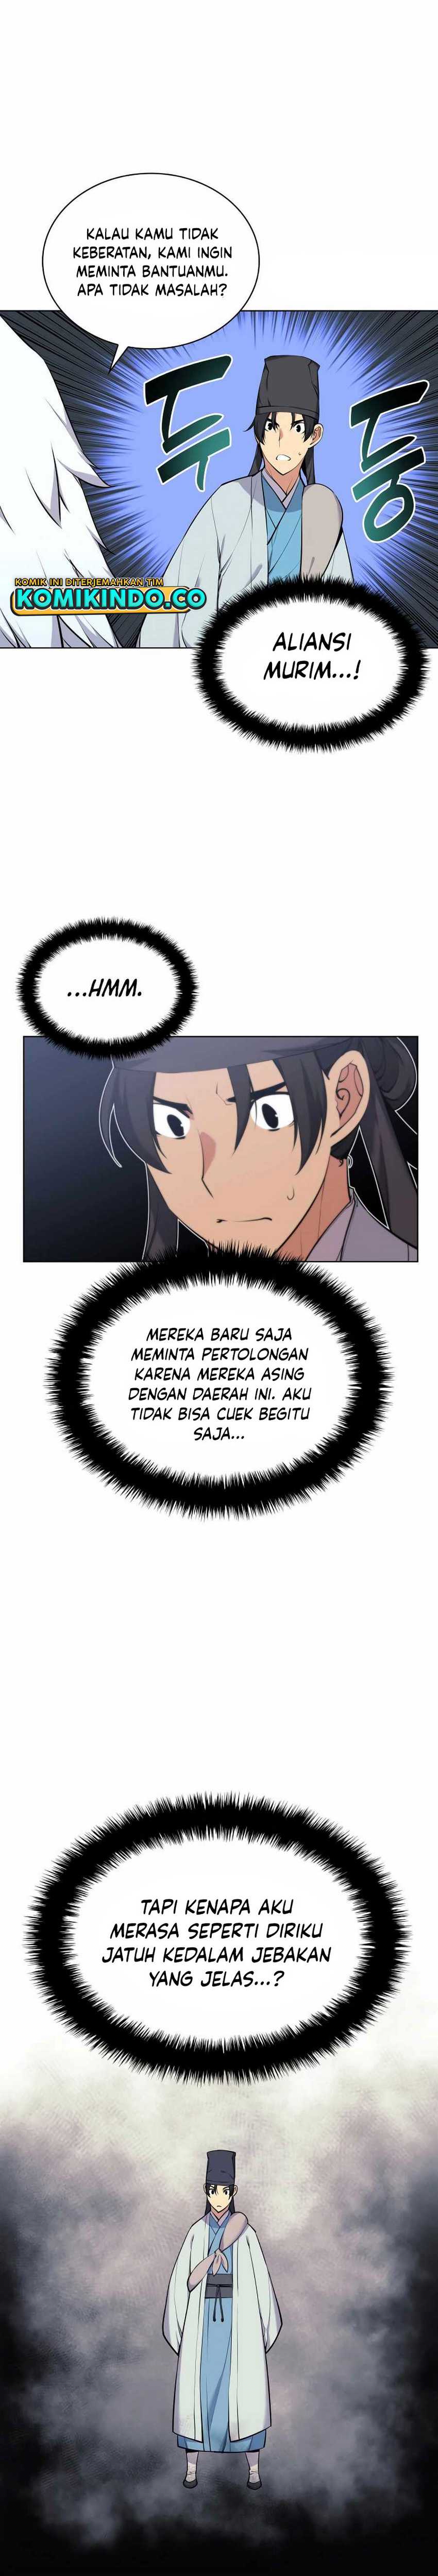 KALAU KAMU TIDAK
KEBERATAN, KAMI INGIN
MEMINTA BANTUANMU.
APA TIDAK MASALAH?
두둥
KOMIK INI DITERJEMAHKAN TIM
KOMIKINDO.CO
ALIANSI
MURIM...!
...HMM.
MEREKA BARU SAJA
MEMINTA PERTOLONGAN
KARENA MEREKA ASING
DENGAN DAERAH INI. AKU
TIDAK BISA CUEK BEGITU
SAJA...
TAPI KENAPA AKU
MERASA SEPERTI DIRIKU
JATUH KEDALAM JEBAKAN
YANG JELAS...?